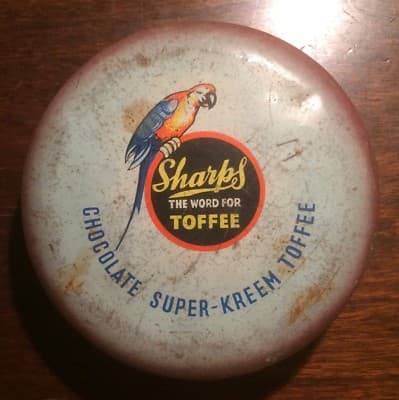 Sharps
THE WORD FOR
TOFFEE
CHOCOLATE SUPER-KREEM TOFFEE